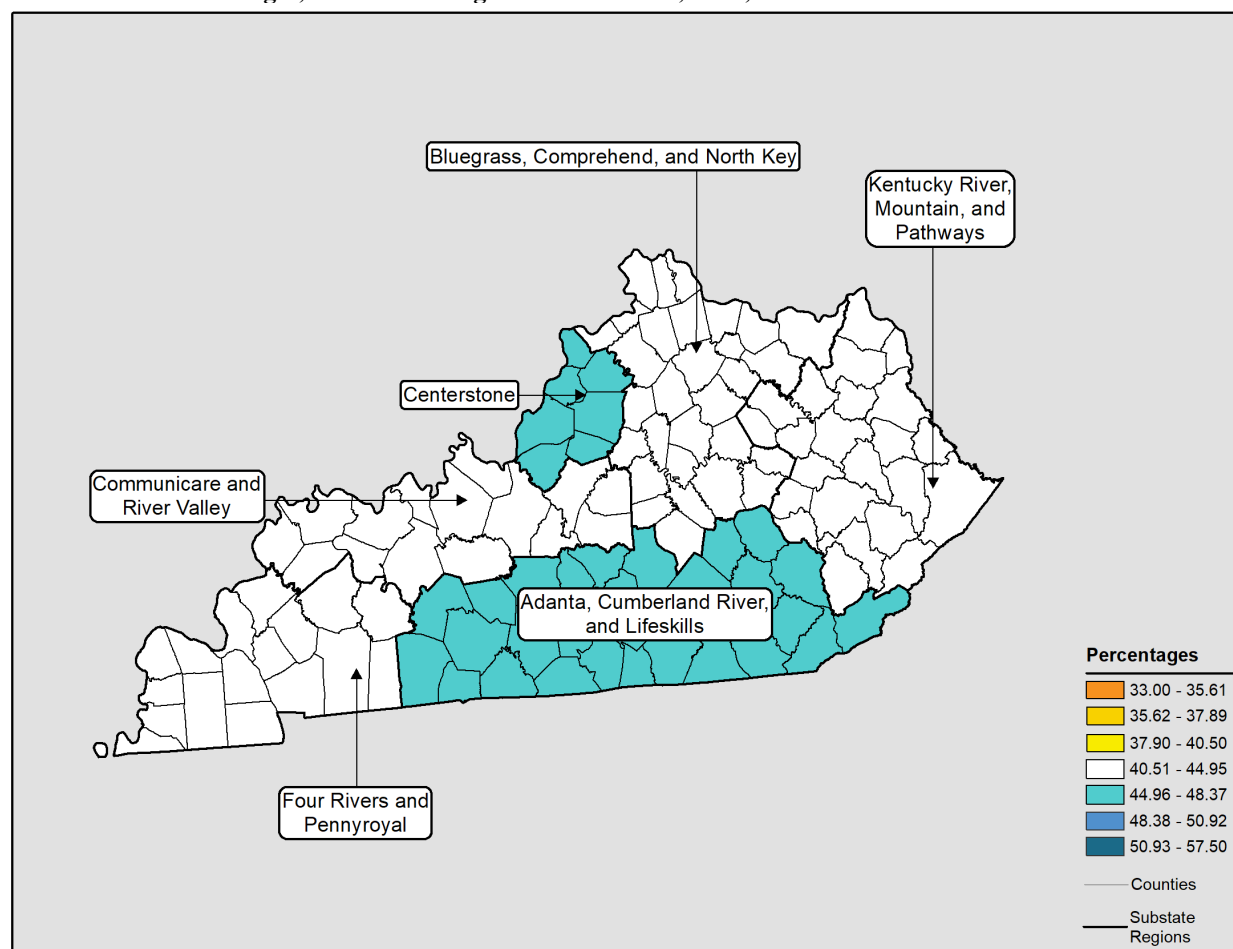 Bluegrass, Comprehend, and North Key
Kentucky River,
Mountain, and
Pathways
Centerstone
Communicare and
River Valley
Adanta, Cumberland River,
and Lifeskills
Four Rivers and
Pennyroyal
Percentages
33.00 - 35.61
35.62 - 37.89
37.90 - 40.50
40.51 - 44.95
44.96 - 48.37
48.38 - 50.92
50.93 - 57.50
Counties
Substate
Regions